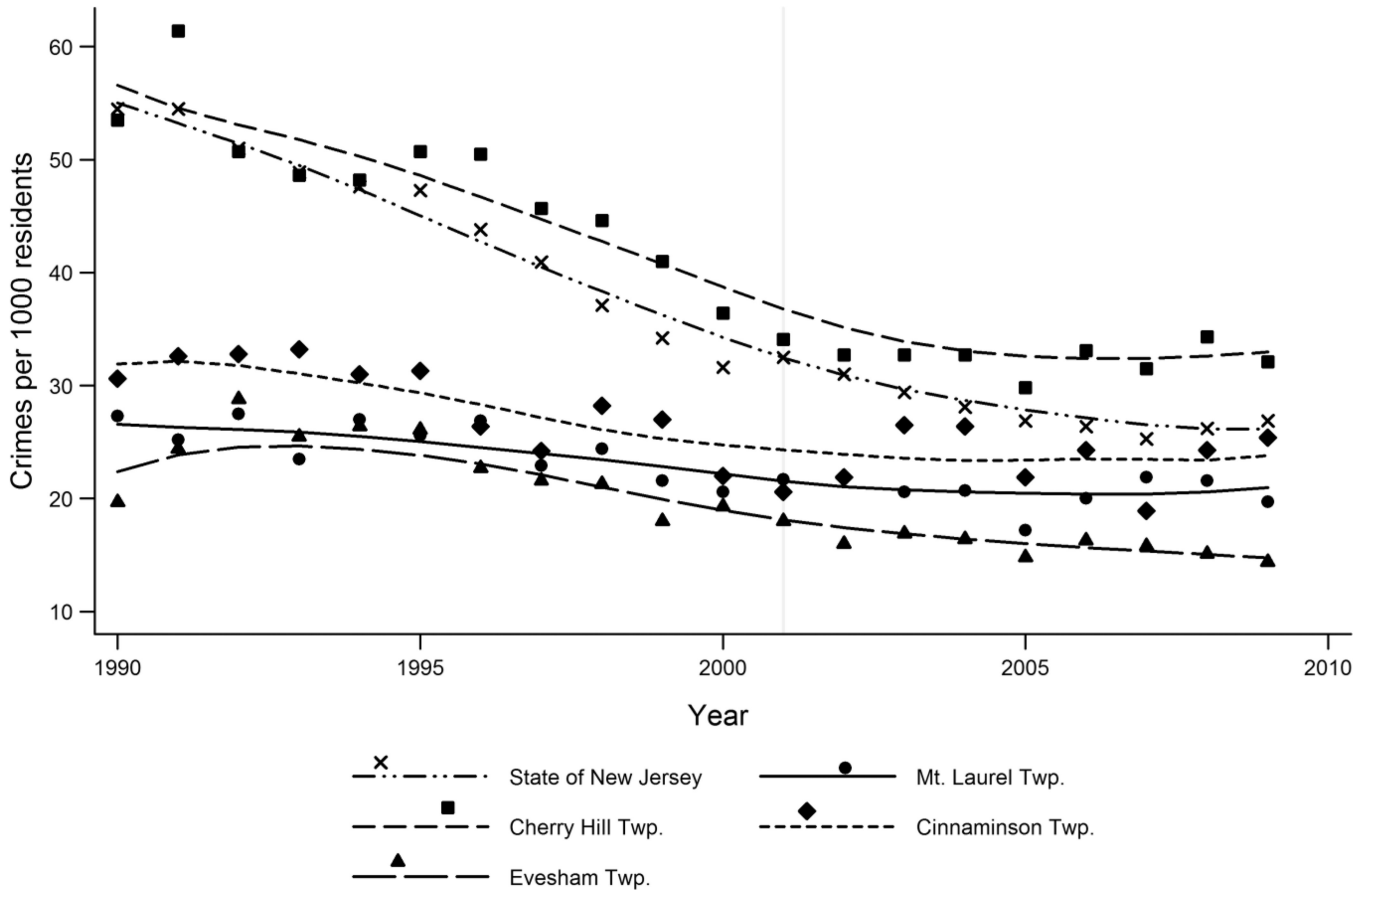 Crimes per 1000 residents
60
50
40
30
20
10
1990 1995 2000 2005 2010
Year
State of New Jersey
Mt. Laurel Twp.
Cherry Hill Twp.
Cinnaminson Twp.
Evesham Twp.